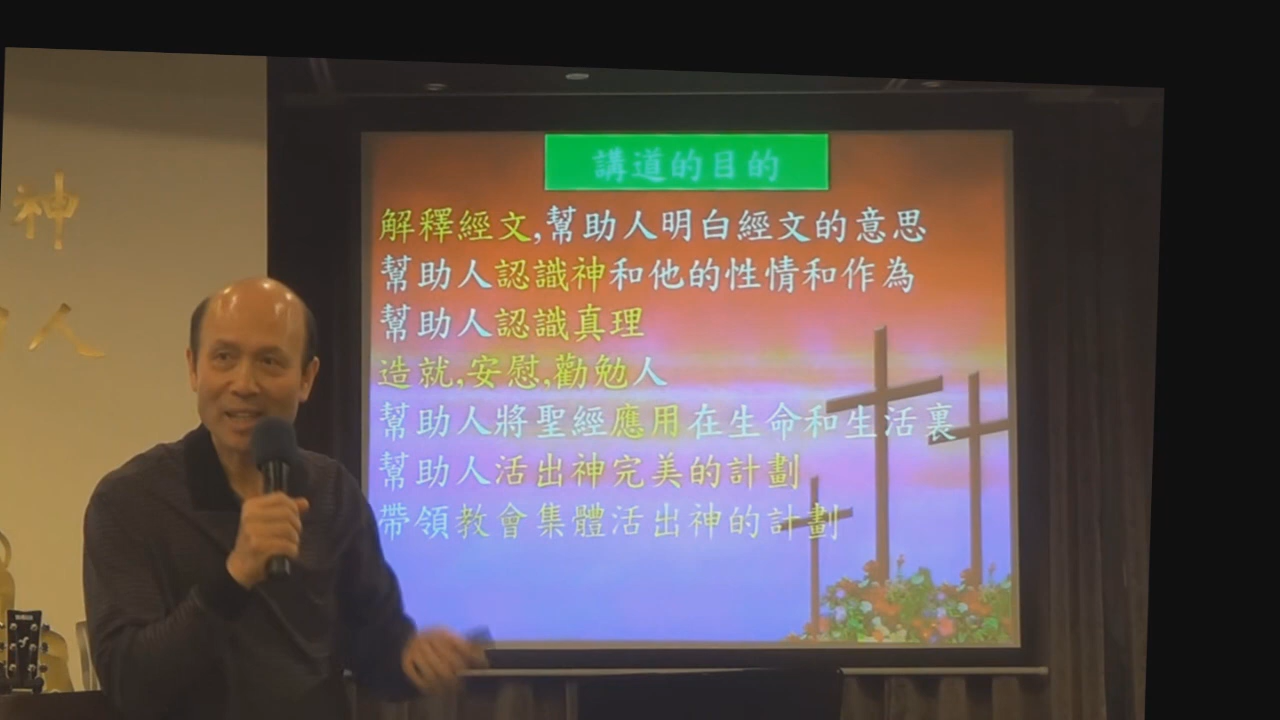 神
人
講道的目的
解釋經文,幫助人明白經文的意思
幫助人認識神和他的性情和作為
幫助人認識真理
造就,安慰,勸勉人
幫助人將聖經應用在生命和生活裏
幫助人活出神完美的計劃
帶領教會集體活出神的計劃